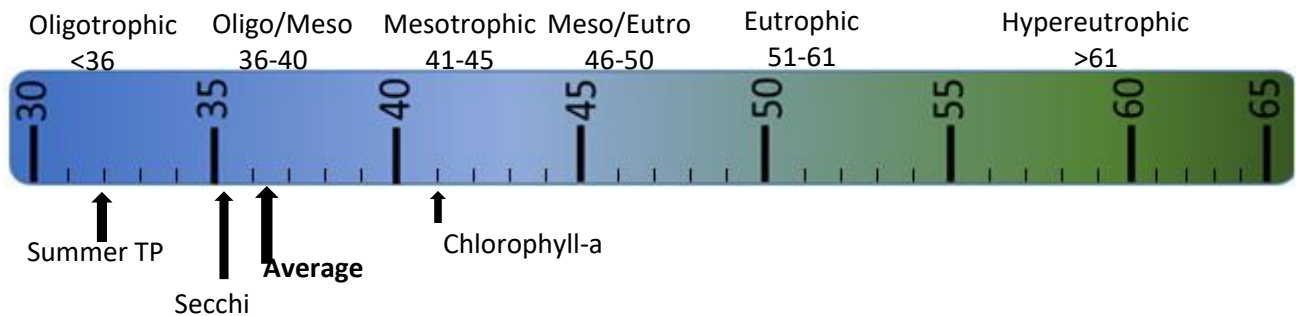 Oligotrophic Oligo/Meso Mesotrophic Meso/Eutro Eutrophic Hypereutrophic
<36 36-40 41-45 46-50 51-61 >61
30 35 40 45 50 55 60 65
Summer TP Chlorophyll-a
Average
Secchi